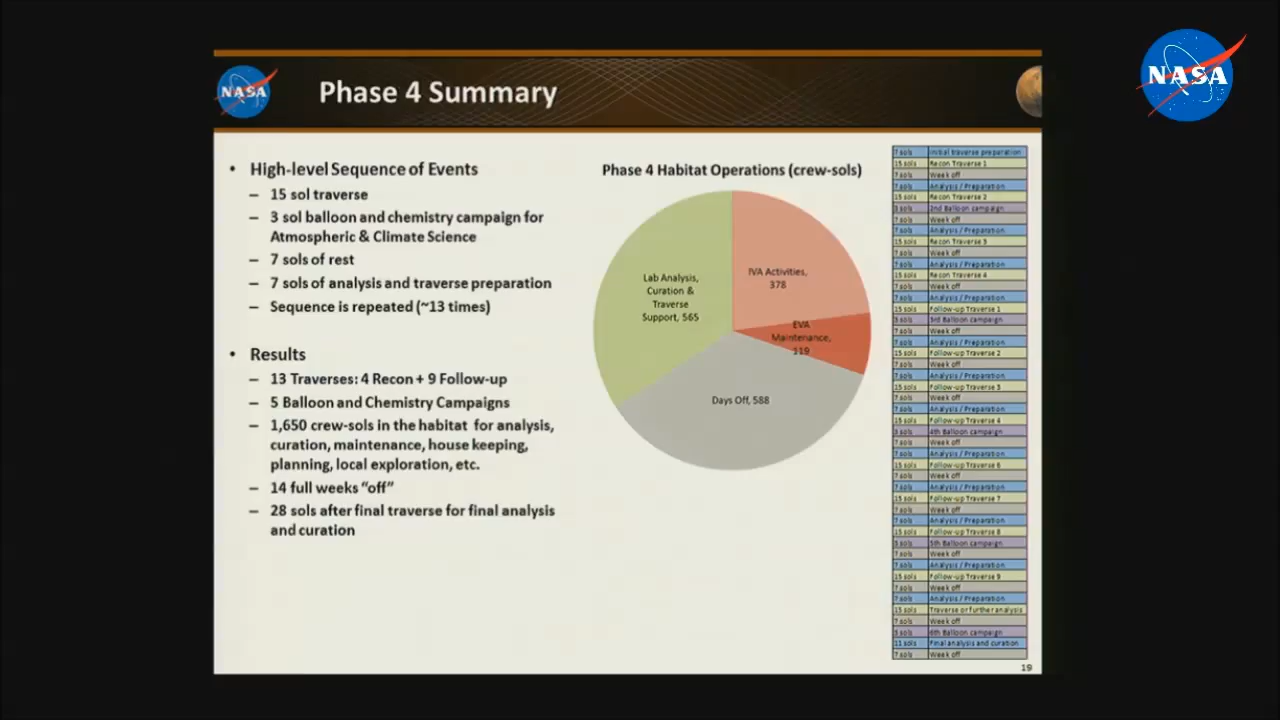 NASA
NASA
Phase 4 Summary
• High-level Sequence of Events
– 15 sol traverse
– 3 sol balloon and chemistry campaign for
Atmospheric & Climate Science
– 7 sols of rest
– 7 sols of analysis and traverse preparation
– Sequence is repeated (~13 times)
• Results
– 13 Traverses: 4 Recon + 9 Follow-up
– 5 Balloon and Chemistry Campaigns
– 1,650 crew-sols in the habitat for analysis,
curation, maintenance, house keeping,
planning, local exploration, etc.
– 14 full weeks “off”
– 28 sols after final traverse for final analysis
and curation
Phase 4 Habitat Operations (crew-sols)
IVA Activities,
378
EVA
Maintenance,
119
Days Off, 588
Lab Analysis,
Curation &
Traverse
Support, 565
7 sols Initial traverse preparation
15 sols Recon Traverse 1
7 sols Week off
7 sols Analysis / Preparation
15 sols Recon Traverse 2
3 sols 2nd Balloon campaign
7 sols Week off
7 sols Analysis / Preparation
15 sols Recon Traverse 3
7 sols Week off
7 sols Analysis / Preparation
15 sols Recon Traverse 4
7 sols Week off
7 sols Analysis / Preparation
15 sols Follow-up Traverse 1
3 sols 3rd Balloon campaign
7 sols Week off
7 sols Analysis / Preparation
15 sols Follow-up Traverse 2
7 sols Week off
7 sols Analysis / Preparation
15 sols Follow-up Traverse 3
7 sols Week off
7 sols Analysis / Preparation
15 sols Follow-up Traverse 4
3 sols 4th Balloon campaign
7 sols Week off
7 sols Analysis / Preparation
15 sols Follow-up Traverse 6
7 sols Week off
7 sols Analysis / Preparation
15 sols Follow-up Traverse 7
7 sols Week off
7 sols Analysis / Preparation
15 sols Follow-up Traverse 8
3 sols 5th Balloon campaign
7 sols Week off
7 sols Analysis / Preparation
15 sols Follow-up Traverse 9
7 sols Week off
7 sols Analysis / Preparation
15 sols Traverse or further analysis
7 sols Week off
3 sols 6th Balloon campaign
11 sols Final analysis and curation
7 sols Week off
19